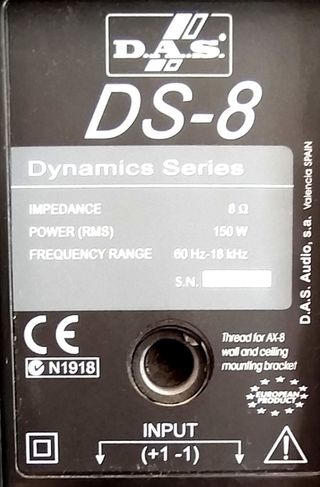 D.A.S.
DS-8
Dynamics Series
IMPEDANCE 8 Ω
POWER (RMS) 150 W
FREQUENCY RANGE 60 Hz-18 kHz
S.N.
D.A.S. Audio, s.a. Valencia SPAIN
CE
N1918
Thread for AX-8
wall and ceiling
mounting bracket
EUROPEAN
PRODUCT
INPUT
(+1 -1)